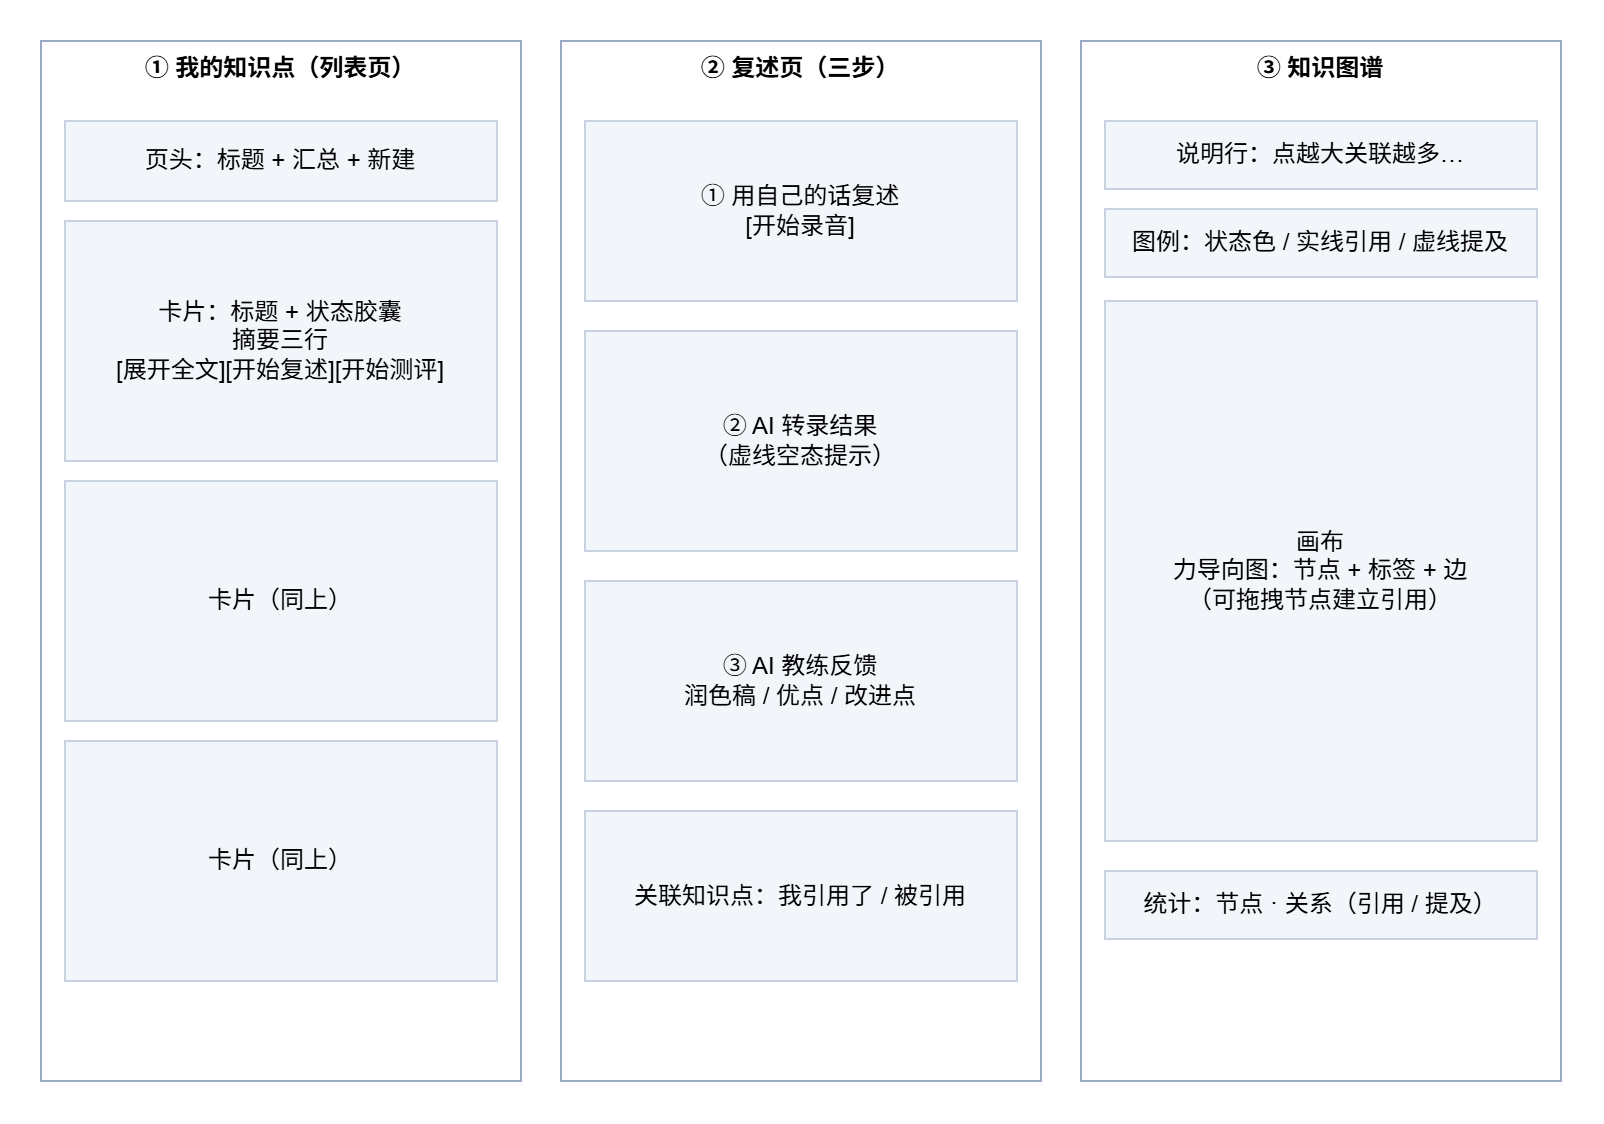 ① 我的知识点（列表页）
页头：标题 + 汇总 + 新建
卡片：标题 + 状态胶囊
摘要三行
[展开全文][开始复述][开始测评]
卡片（同上）
卡片（同上）
② 复述页（三步）
① 用自己的话复述
[开始录音]
② AI 转录结果
（虚线空态提示）
③ AI 教练反馈
润色稿 / 优点 / 改进点
关联知识点：我引用了 / 被引用
③ 知识图谱
说明行：点越大关联越多…
图例：状态色 / 实线引用 / 虚线提及
画布
力导向图：节点 + 标签 + 边
（可拖拽节点建立引用）
统计：节点 · 关系（引用 / 提及）